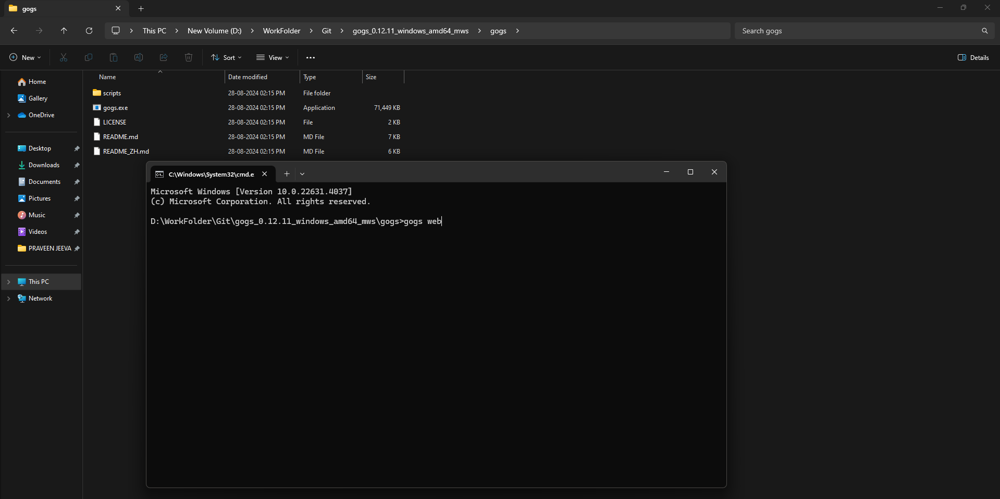 gogs
This PC > New Volume (D:) > WorkFolder > Git > gogs_0.12.11_windows_amd64_mws > gogs >
Search gogs
New
Sort
View
Details
Home
Gallery
OneDrive
Desktop
Downloads
Documents
Pictures
Music
Videos
PRAVEEN JEEVA
This PC
Network
Name Date modified Type Size
scripts 28-08-2024 02:15 PM File folder
gogs.exe 28-08-2024 02:15 PM Application 71,449 KB
LICENSE 28-08-2024 02:15 PM File 2 KB
README.md 28-08-2024 02:15 PM MD File 7 KB
README_ZH.md 28-08-2024 02:15 PM MD File 6 KB
C:\Windows\System32\cmd.e
Microsoft Windows [Version 10.0.22631.4037]
(c) Microsoft Corporation. All rights reserved.
D:\WorkFolder\Git\gogs_0.12.11_windows_amd64_mws\gogs>gogs web